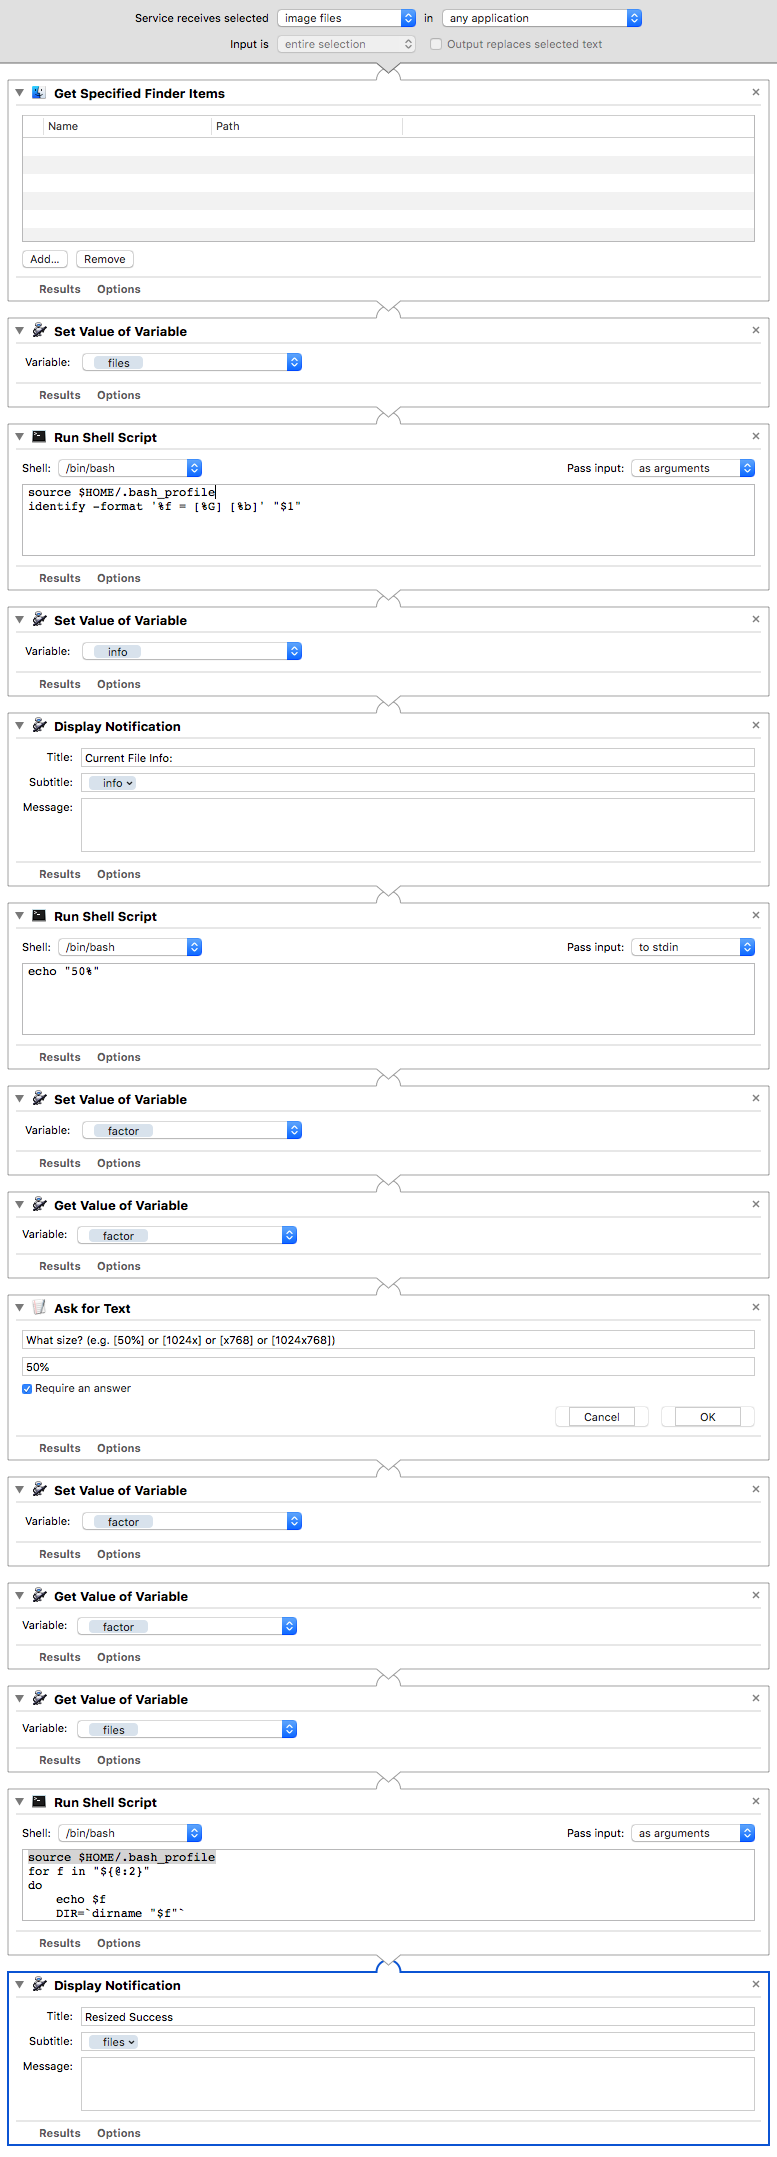 Service receives selected image files in any application
Input is entire selection Output replaces selected text
Get Specified Finder Items
Name Path
Add... Remove
Results Options
Set Value of Variable
Variable: files
Results Options
Run Shell Script
Shell: /bin/bash Pass input: as arguments
source $HOME/.bash_profile
identify -format '%f = [%G] [%b]' "$1"
Results Options
Set Value of Variable
Variable: info
Results Options
Display Notification
Title: Current File Info:
Subtitle: info
Message:
Results Options
Run Shell Script
Shell: /bin/bash Pass input: to stdin
echo "50%"
Results Options
Set Value of Variable
Variable: factor
Results Options
Get Value of Variable
Variable: factor
Results Options
Ask for Text
What size? (e.g. [50%] or [1024x] or [x768] or [1024x768])
50%
Require an answer
Cancel OK
Results Options
Set Value of Variable
Variable: factor
Results Options
Get Value of Variable
Variable: factor
Results Options
Get Value of Variable
Variable: files
Results Options
Run Shell Script
Shell: /bin/bash Pass input: as arguments
source $HOME/.bash_profile
for f in "${@:2}"
do
echo $f
DIR=`dirname "$f"`
Results Options
Display Notification
Title: Resized Success
Subtitle: files
Message:
Results Options